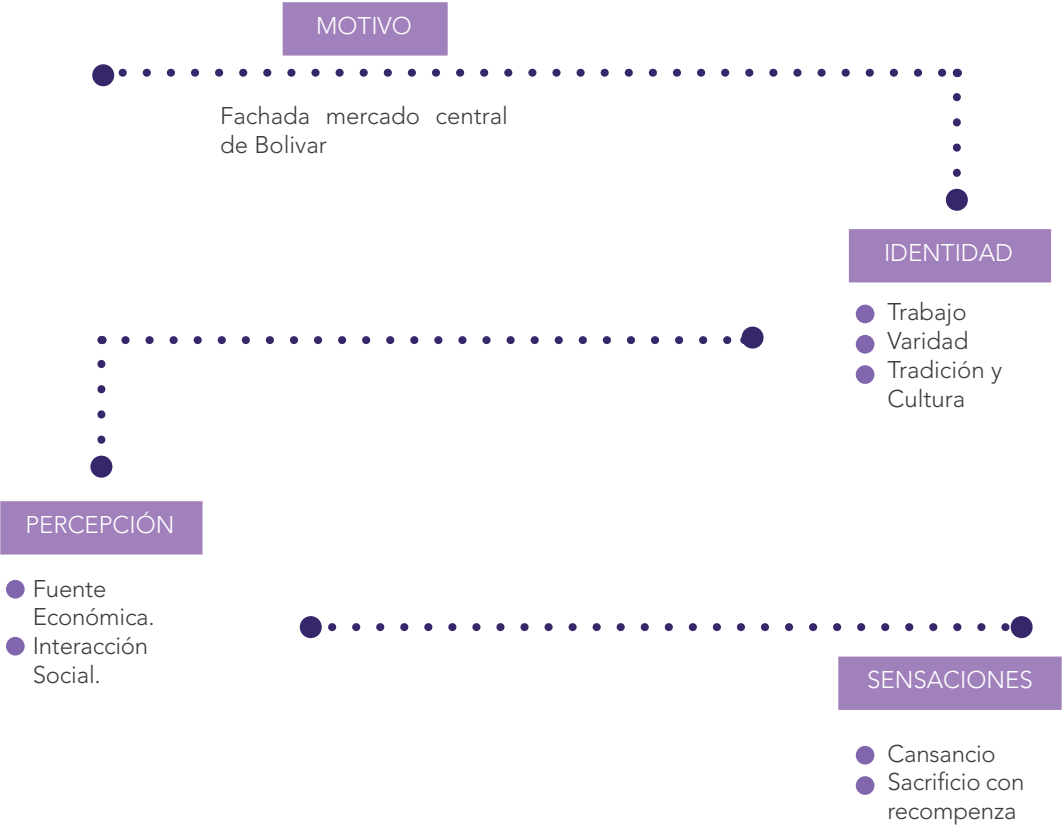 MOTIVO
Fachada mercado central
de Bolivar
IDENTIDAD
Trabajo
Varidad
Tradición y
Cultura
PERCEPCIÓN
Fuente
Económica.
Interacción
Social.
SENSACIONES
Cansancio
Sacrificio con
recompenza